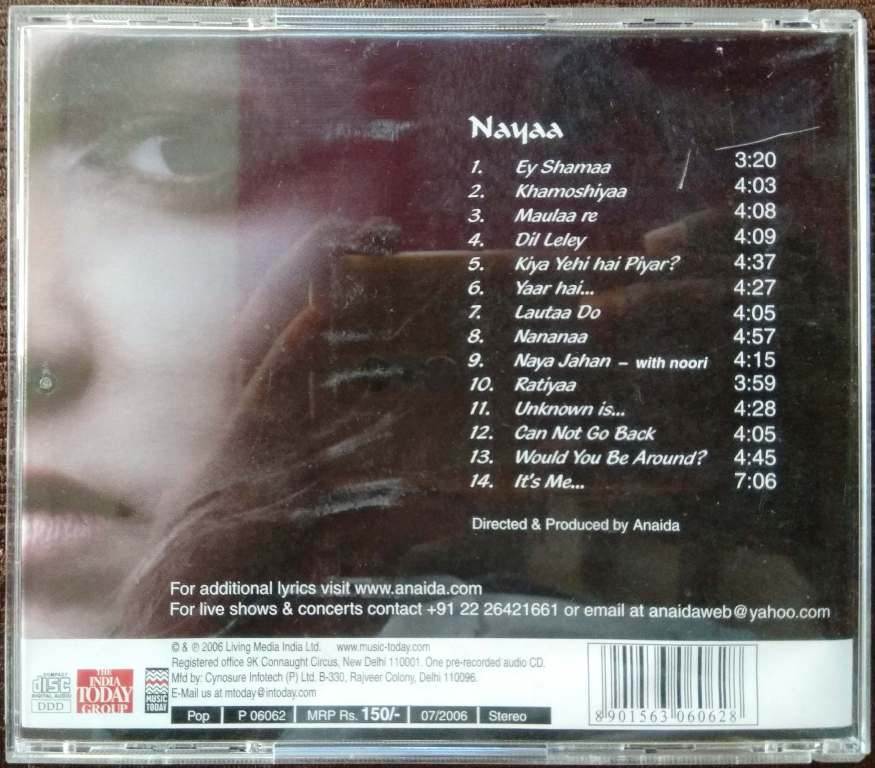 Nayaa
1. Ey Shamaa 3:20
2. Khamoshiyaa 4:03
3. Maulaa re 4:08
4. Dil Leley 4:09
5. Kiya Yehi hai Piyar? 4:37
6. Yaar hai... 4:27
7. Lautaa Do 4:05
8. Nananaa 4:57
9. Naya Jahan – with noori 4:15
10. Ratiyaa 3:59
11. Unknown is... 4:28
12. Can Not Go Back 4:05
13. Would You Be Around? 4:45
14. It's Me... 7:06
Directed & Produced by Anaida
For additional lyrics visit www.anaida.com
For live shows & concerts contact +91 22 26421661 or email at anaidaweb@yahoo.com
© & ℗ 2006 Living Media India Ltd. www.music-today.com
Registered office 9K Connaught Circus, New Delhi 110001. One pre-recorded audio CD.
Mfd by: Cynosure Infotech (P) Ltd. B-330, Rajveer Colony, Delhi 110096.
E-Mail us at mtoday@intoday.com
Pop P 06062 MRP Rs. 150/- 07/2006 Stereo
COMPACT
disc
DIGITAL AUDIO
DDD
THE
INDIA
TODAY
GROUP
MUSIC
TODAY
8901563060628